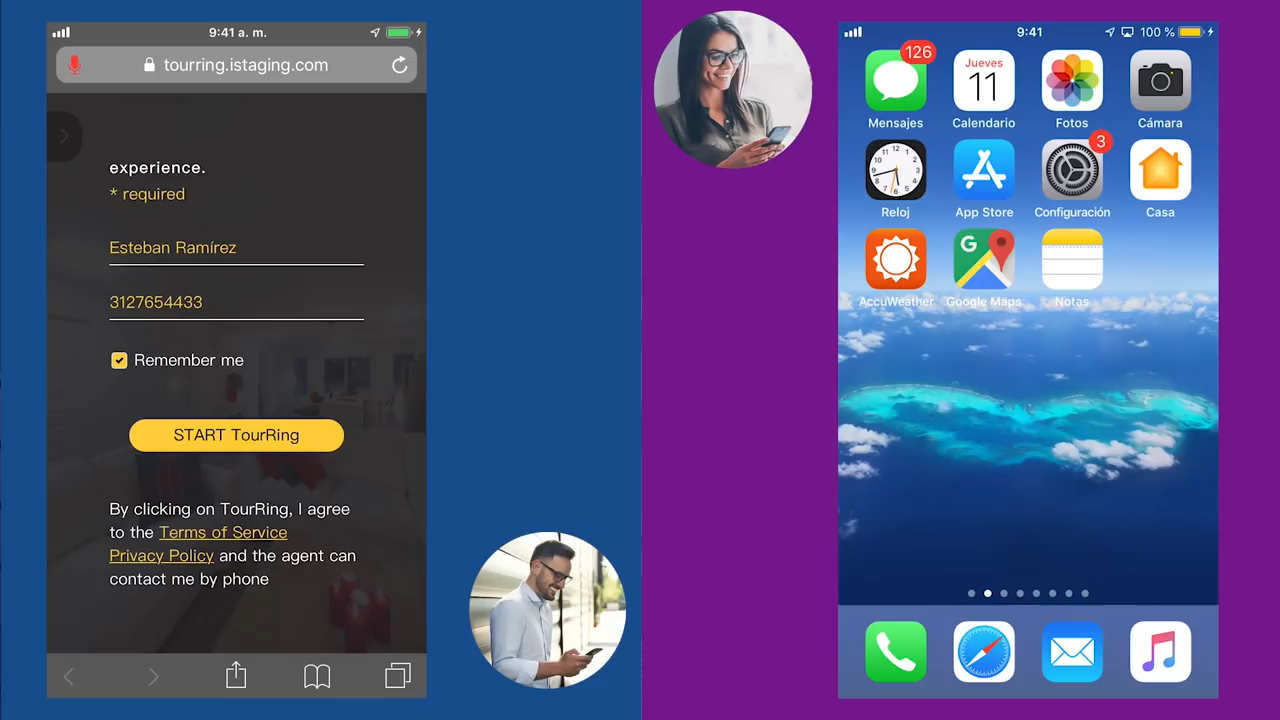 9:41 a. m.
tourring.istaging.com
experience.
* required
Esteban Ramírez
3127654433
Remember me
START TourRing
By clicking on TourRing, I agree
to the Terms of Service
Privacy Policy and the agent can
contact me by phone
9:41
100 %
126
Jueves
11
Mensajes
Calendario
Fotos
Cámara
3
12
Reloj
App Store
Configuración
Casa
G
AccuWeather
Google Maps
Notas